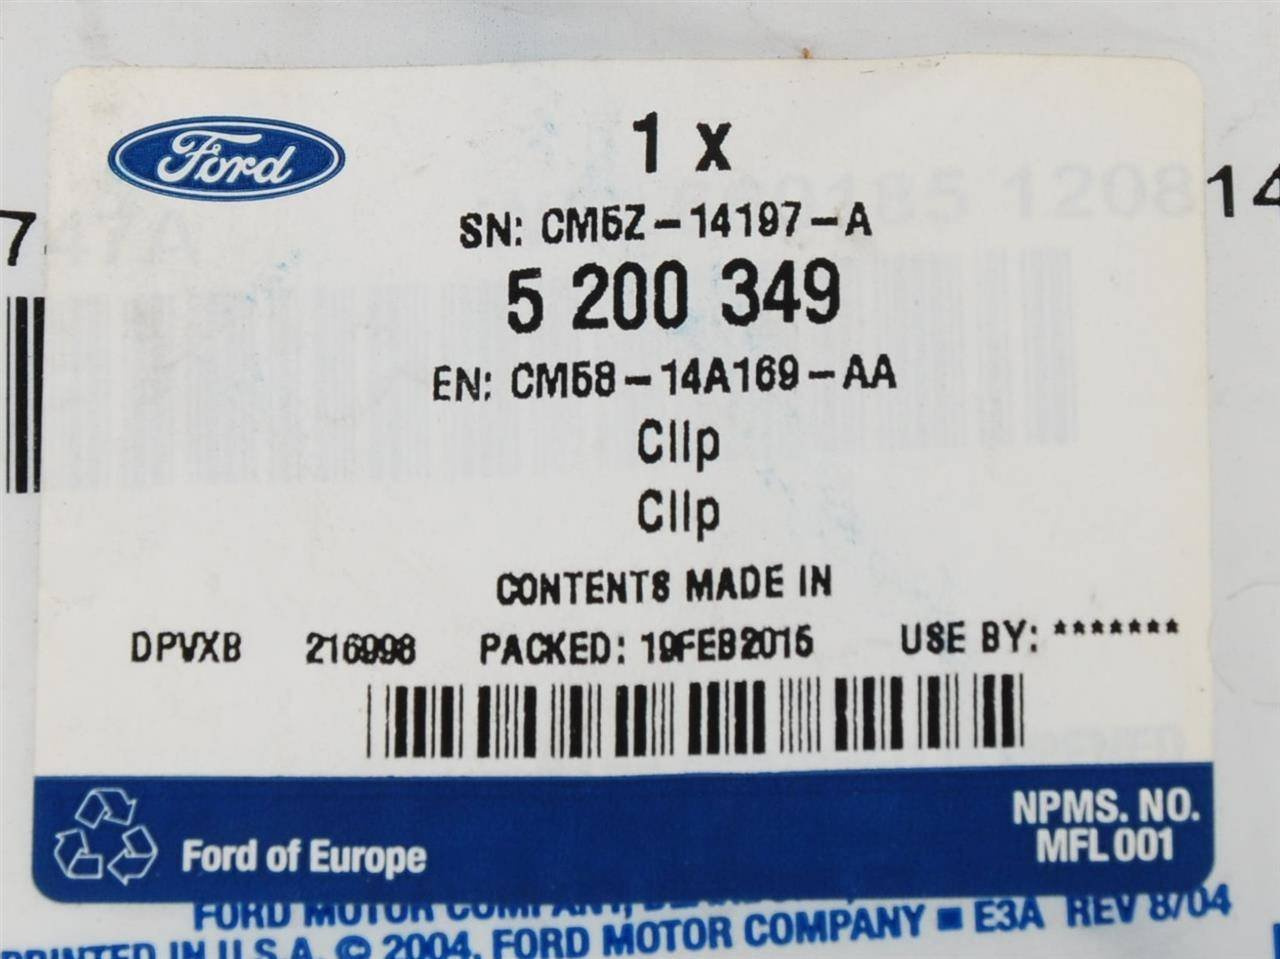 Ford
1 x
SN: CM5Z-14197-A
5 200 349
EN: CM58-14A169-AA
Clip
Clip
CONTENTS MADE IN
DPVXB 216998 PACKED: 19FEB2015 USE BY: *******
Ford of Europe
NPMS. NO.
MFL 001
FORD MOTOR COMPANY,
PRINTED IN U.S.A. © 2004, FORD MOTOR COMPANY ■ E3A REV 8/04
7
14